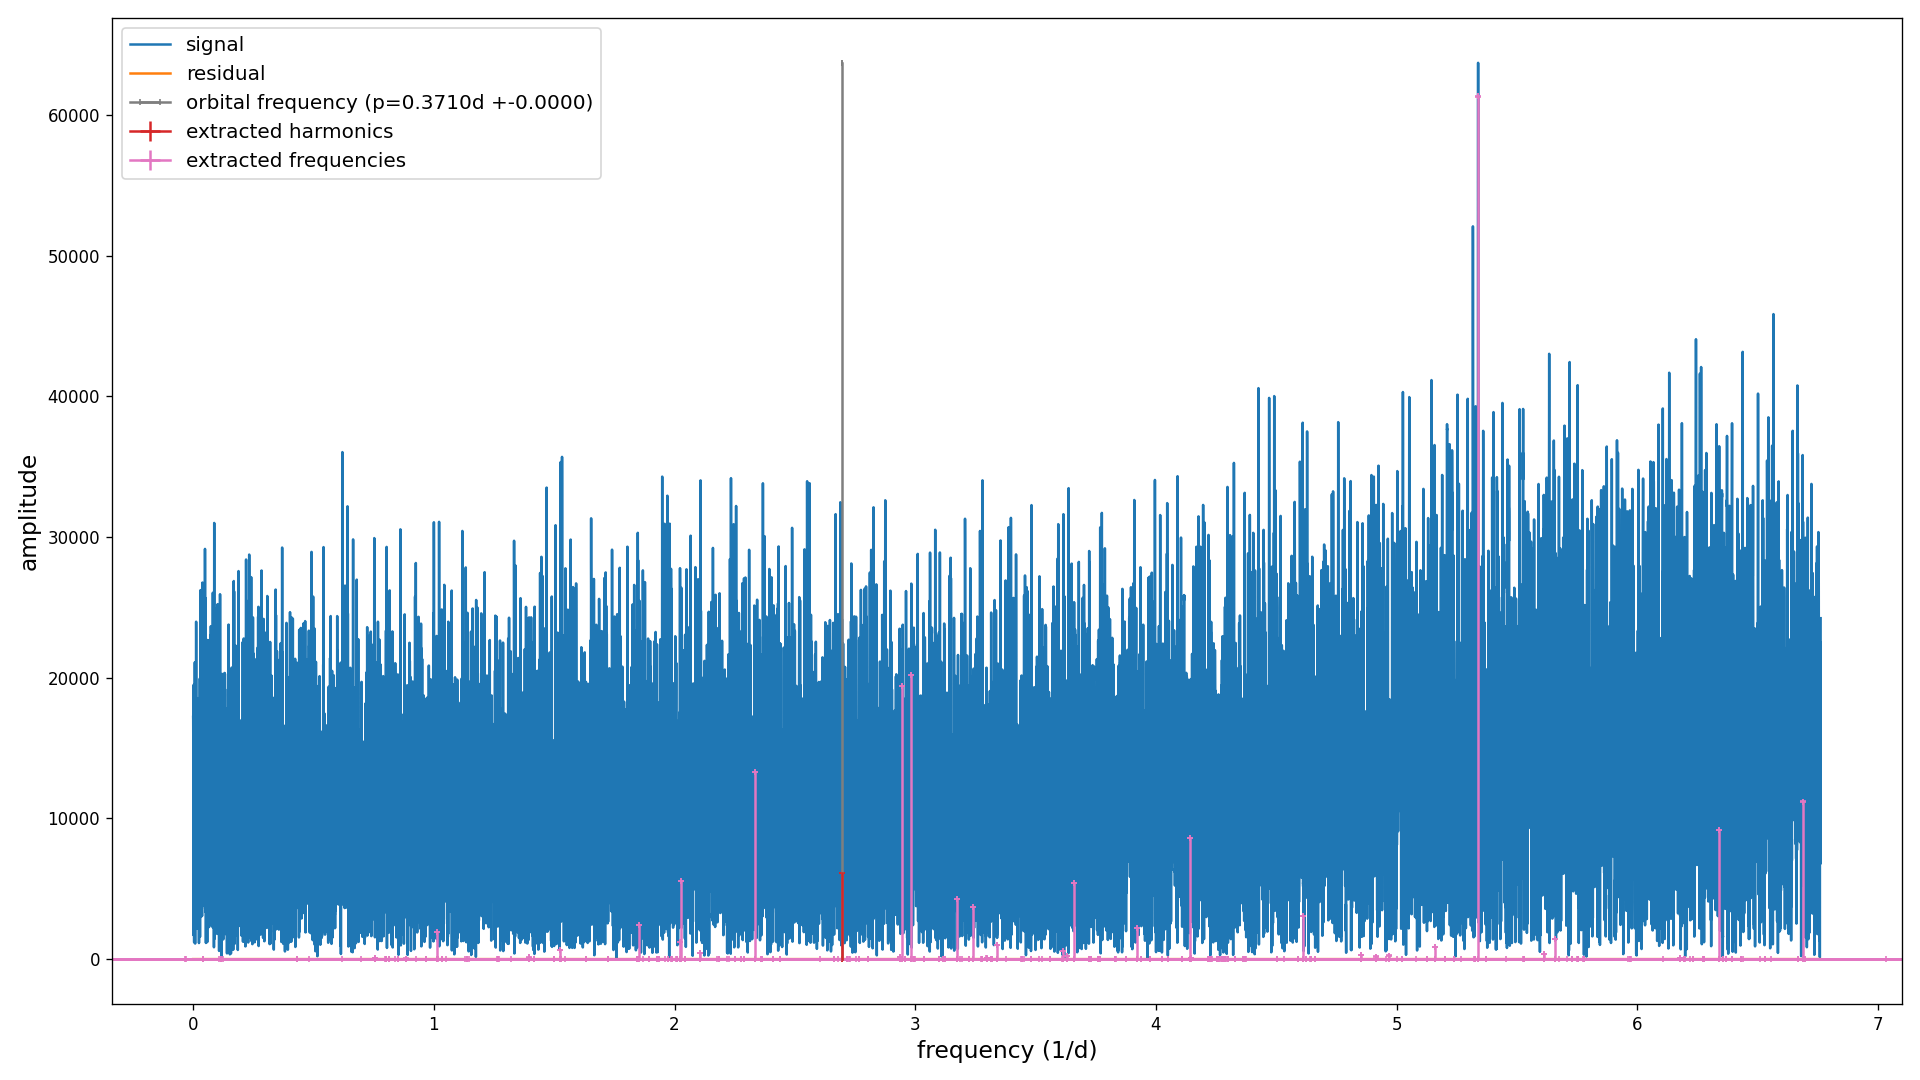 signal
residual
orbital frequency (p=0.3710d +-0.0000)
extracted harmonics
extracted frequencies
amplitude
60000
50000
40000
30000
20000
10000
0
0 1 2 3 4 5 6 7
frequency (1/d)